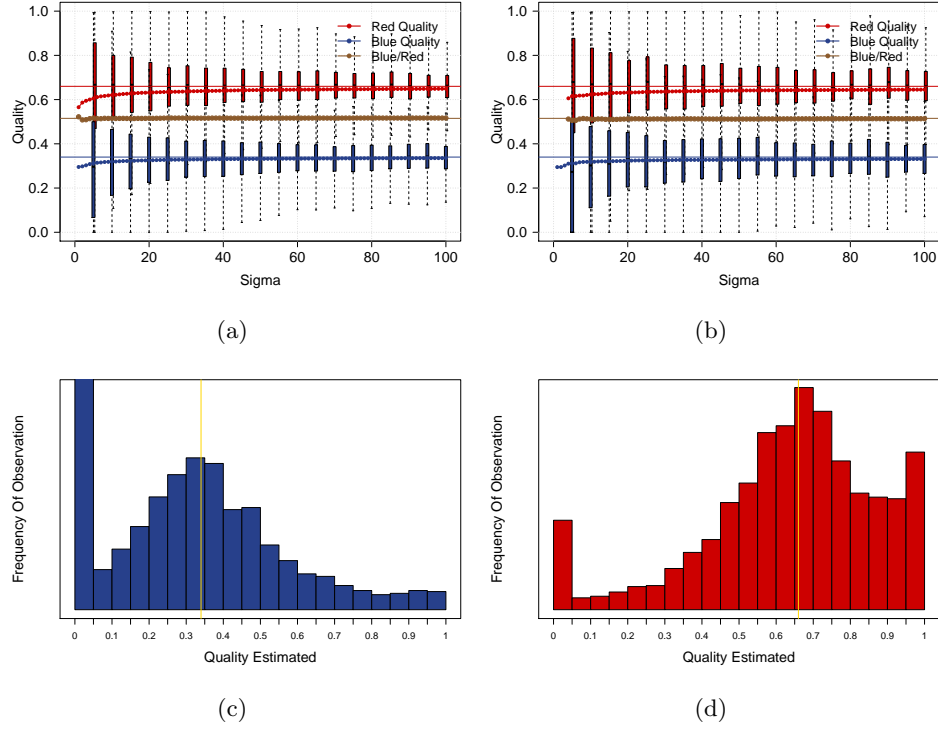 Quality
1.0
0.8
0.6
0.4
0.2
0.0
Red Quality
Blue Quality
Blue/Red
0 20 40 60 80 100
Sigma
(a)
Quality
1.0
0.8
0.6
0.4
0.2
0.0
Red Quality
Blue Quality
Blue/Red
0 20 40 60 80 100
Sigma
(b)
Frequency Of Observation
0 0.1 0.2 0.3 0.4 0.5 0.6 0.7 0.8 0.9 1
Quality Estimated
(c)
Frequency Of Observation
0 0.1 0.2 0.3 0.4 0.5 0.6 0.7 0.8 0.9 1
Quality Estimated
(d)